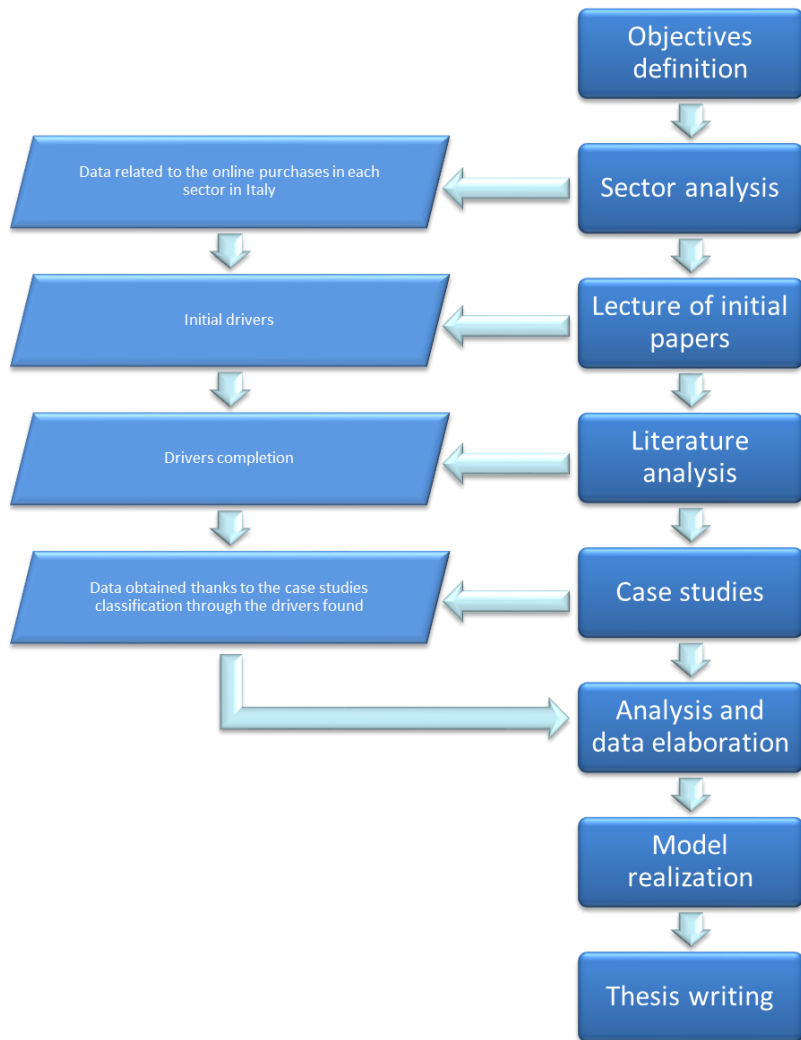 Objectives
definition
Data related to the online purchases in each
sector in Italy
Sector analysis
Initial drivers
Lecture of initial
papers
Drivers completion
Literature
analysis
Data obtained thanks to the case studies
classification through the drivers found
Case studies
Analysis and
data elaboration
Model
realization
Thesis writing